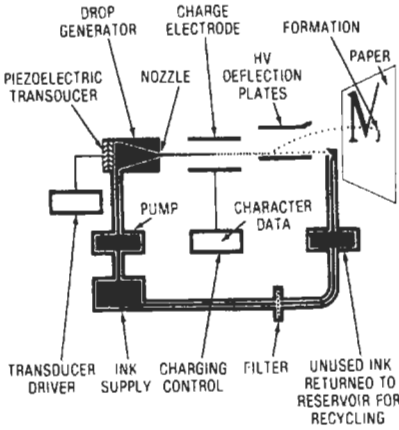 DROP
GENERATOR
CHARGE
ELECTRODE
FORMATION
PIEZOELECTRIC
TRANSOUCER
NOZZLE
HV
DEFLECTION
PLATES
PAPER
M
PUMP
CHARACTER
DATA
TRANSDUCER
DRIVER
INK
SUPPLY
CHARGING
CONTROL
FILTER
UNUSED INK
RETURNED TO
RESERVOIR FOR
RECYCLING